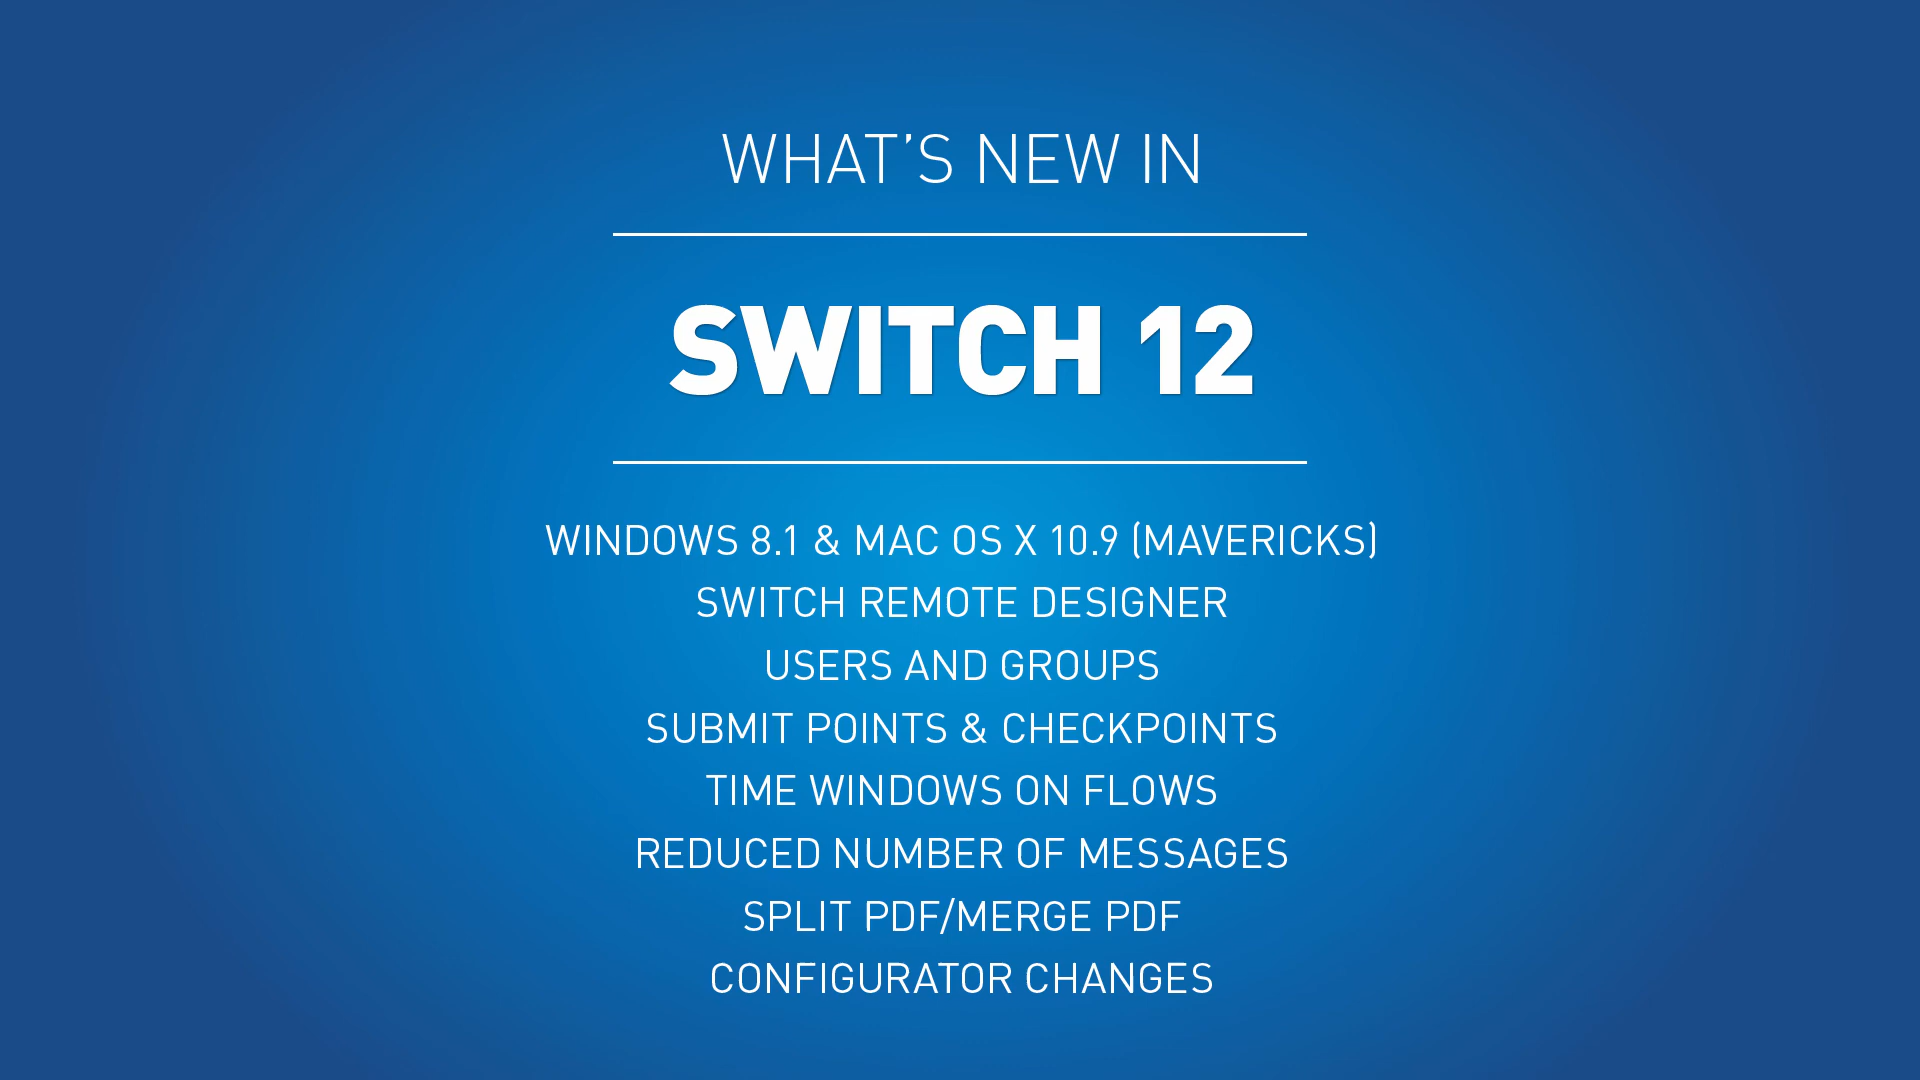 WHAT'S NEW IN
SWITCH 12
WINDOWS 8.1 & MAC OS X 10.9 (MAVERICKS)
SWITCH REMOTE DESIGNER
USERS AND GROUPS
SUBMIT POINTS & CHECKPOINTS
TIME WINDOWS ON FLOWS
REDUCED NUMBER OF MESSAGES
SPLIT PDF/MERGE PDF
CONFIGURATOR CHANGES